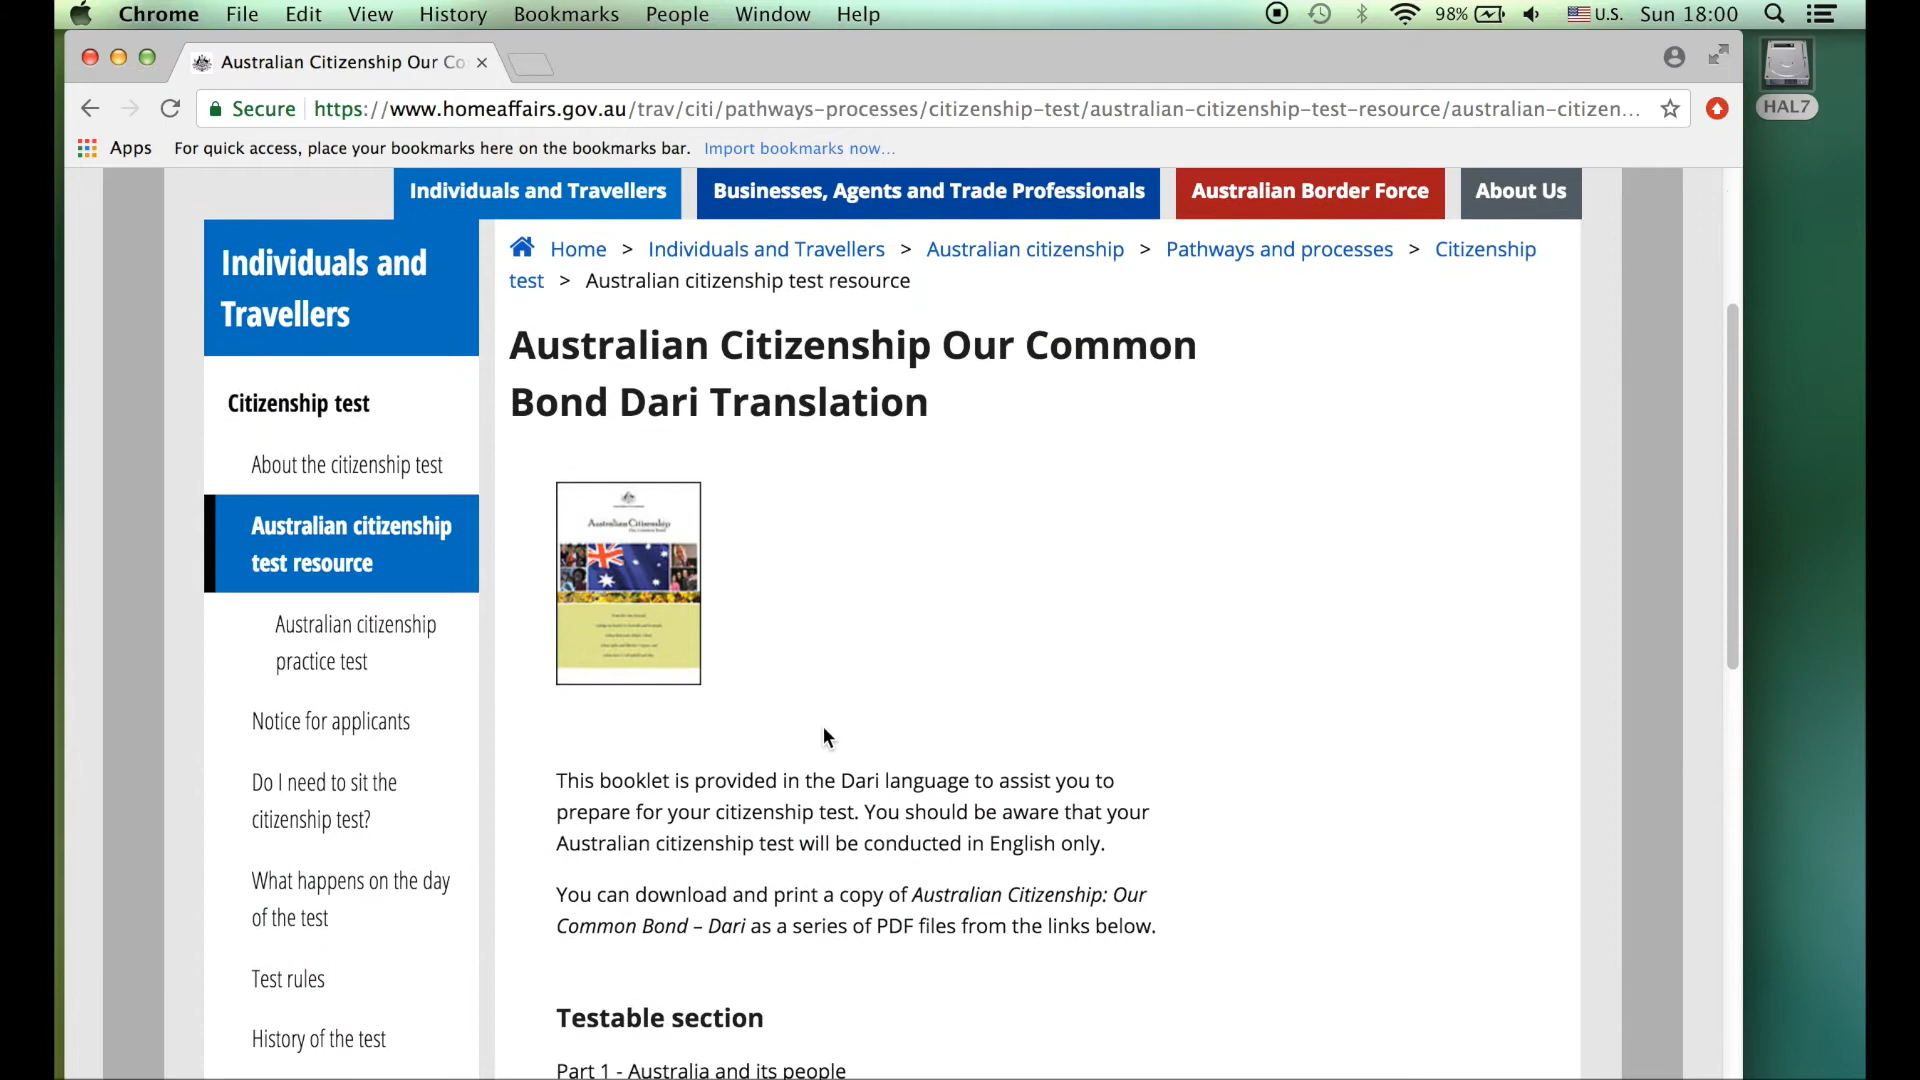 Chrome File Edit View History Bookmarks People Window Help 98% U.S. Sun 18:00
Australian Citizenship Our Co
Secure https://www.homeaffairs.gov.au/trav/citi/pathways-processes/citizenship-test/australian-citizenship-test-resource/australian-citizen...
Apps For quick access, place your bookmarks here on the bookmarks bar. Import bookmarks now...
HAL7
Individuals and Travellers Businesses, Agents and Trade Professionals Australian Border Force About Us
Individuals and
Travellers
Citizenship test
About the citizenship test
Australian citizenship
test resource
Australian citizenship
practice test
Notice for applicants
Do I need to sit the
citizenship test?
What happens on the day
of the test
Test rules
History of the test
Home > Individuals and Travellers > Australian citizenship > Pathways and processes > Citizenship
test > Australian citizenship test resource
Australian Citizenship Our Common
Bond Dari Translation
Australian Citizenship
This booklet is provided in the Dari language to assist you to
prepare for your citizenship test. You should be aware that your
Australian citizenship test will be conducted in English only.
You can download and print a copy of Australian Citizenship: Our
Common Bond – Dari as a series of PDF files from the links below.
Testable section
Part 1 - Australia and its people